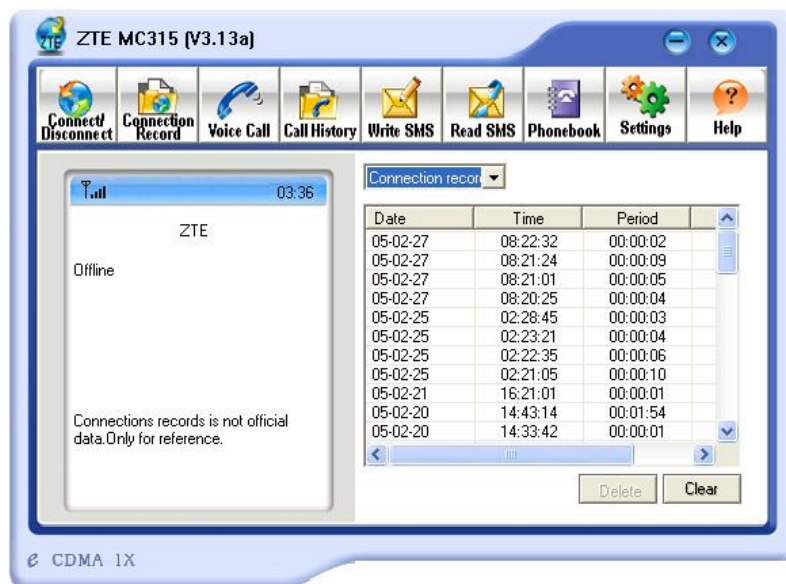 ZTE MC315 (V3.13a)
Connect/ Disconnect
Connection Record
Voice Call
Call History
Write SMS
Read SMS
Phonebook
Settings
Help
03:36
ZTE
Offline
Connections records is not official
data.Only for reference.
Connection recor
Date Time Period
05-02-27 08:22:32 00:00:02
05-02-27 08:21:24 00:00:09
05-02-27 08:21:01 00:00:05
05-02-27 08:20:25 00:00:04
05-02-25 02:28:45 00:00:03
05-02-25 02:23:21 00:00:04
05-02-25 02:22:35 00:00:06
05-02-25 02:21:05 00:00:10
05-02-21 16:21:01 00:00:01
05-02-20 14:43:14 00:01:54
05-02-20 14:33:42 00:00:01
Delete Clear
e CDMA 1X